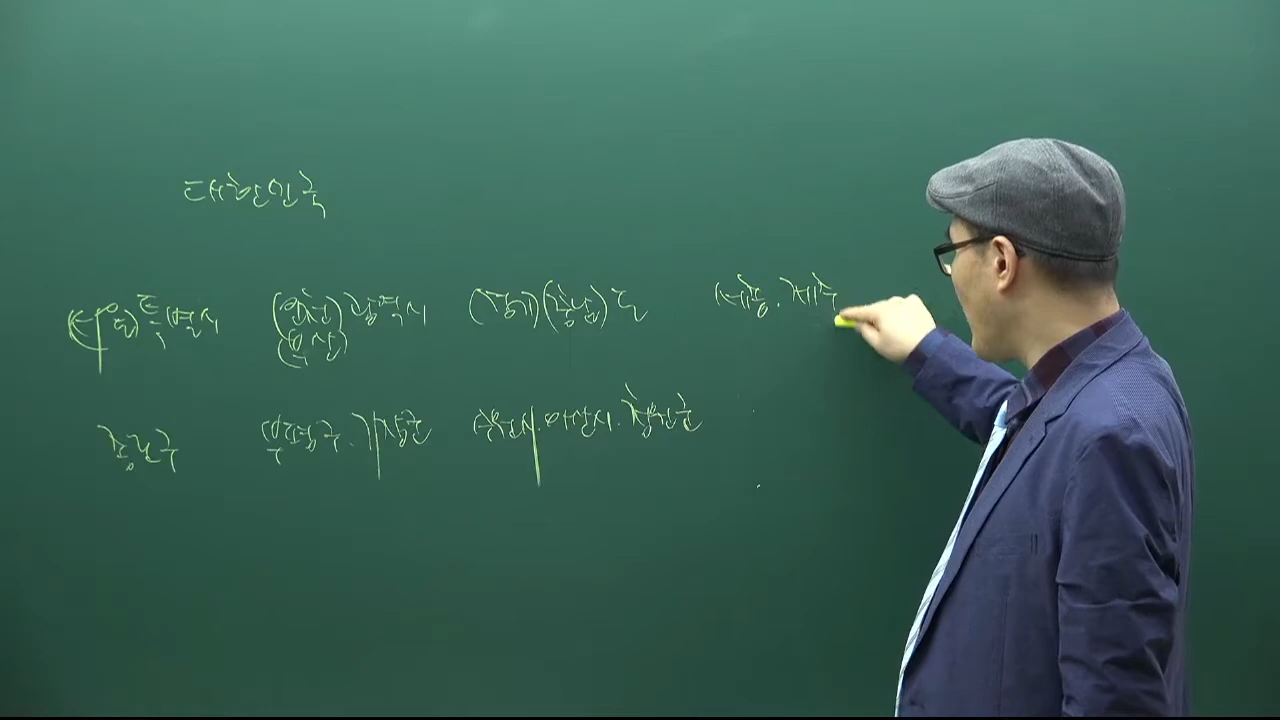 대한민국
(서울)특별시 (인천)광역시 (경기)(충남)도 세종. 제주
(부산)
종로구 부평구. 기장군 수원시. 아산시. 청원군